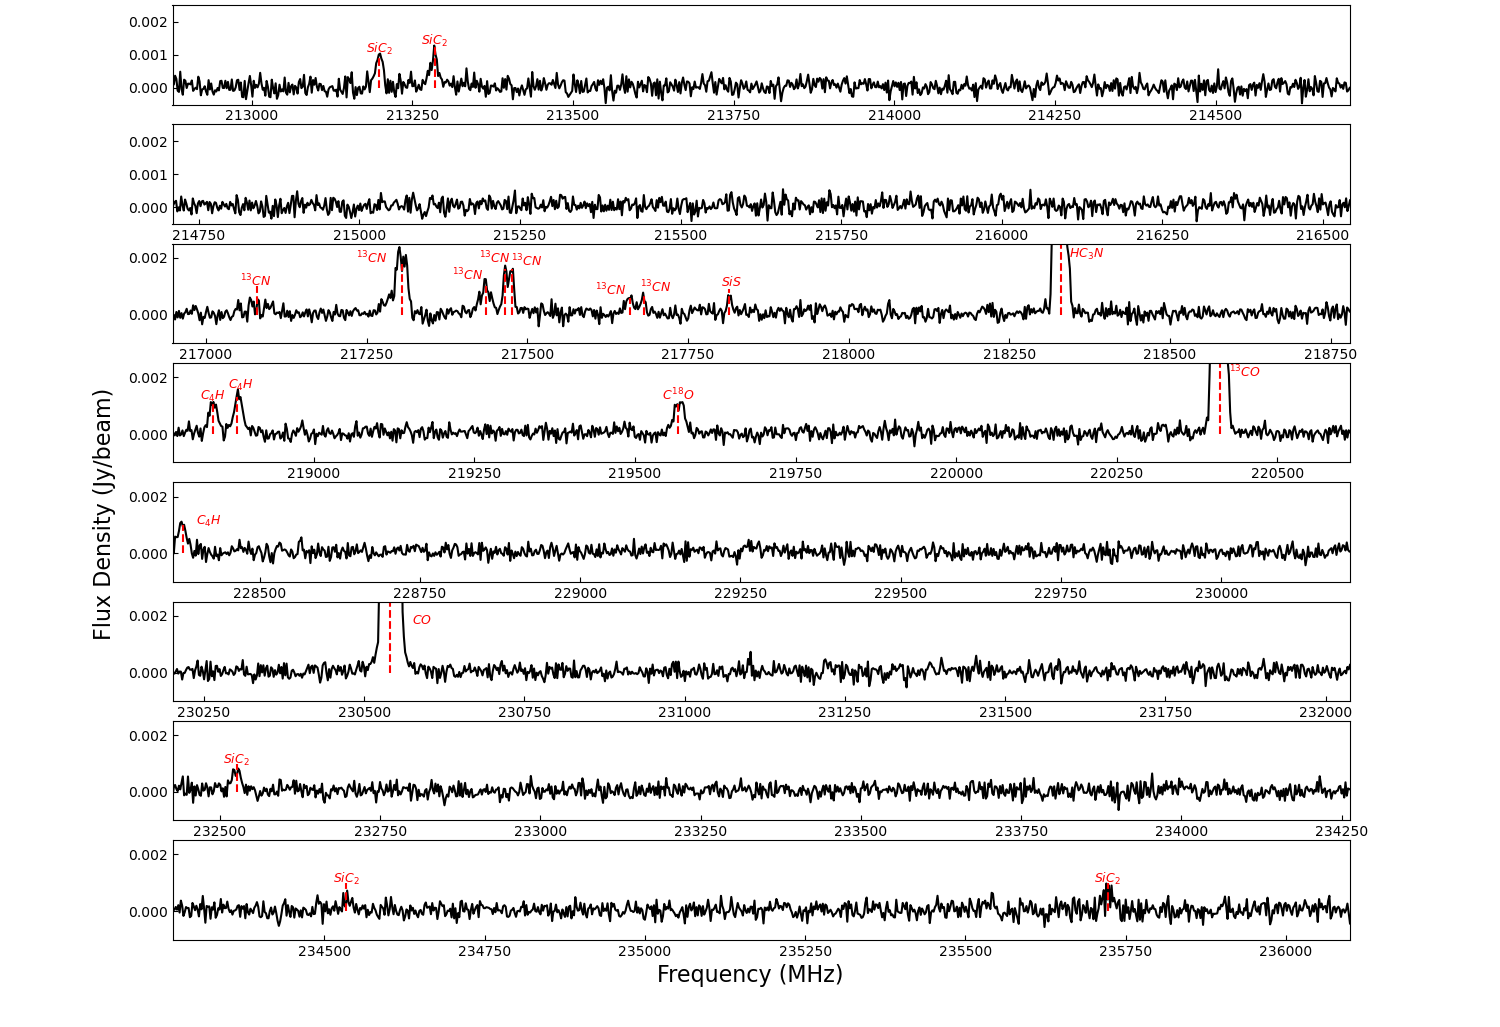 0.002
0.001
0.000
SiC₂ SiC₂
213000 213250 213500 213750 214000 214250 214500
0.002
0.001
0.000
214750 215000 215250 215500 215750 216000 216250 216500
0.002
0.000
¹³CN ¹³CN ¹³CN ¹³CN ¹³CN ¹³CN ¹³CN SiS HC₃N
217000 217250 217500 217750 218000 218250 218500 218750
0.002
0.000
C₄H C₄H C¹⁸O ¹³CO
219000 219250 219500 219750 220000 220250 220500
0.002
0.000
C₄H
228500 228750 229000 229250 229500 229750 230000
0.002
0.000
CO
230250 230500 230750 231000 231250 231500 231750 232000
0.002
0.000
SiC₂
232500 232750 233000 233250 233500 233750 234000 234250
0.002
0.000
SiC₂ SiC₂
234500 234750 235000 235250 235500 235750 236000
Flux Density (Jy/beam)
Frequency (MHz)